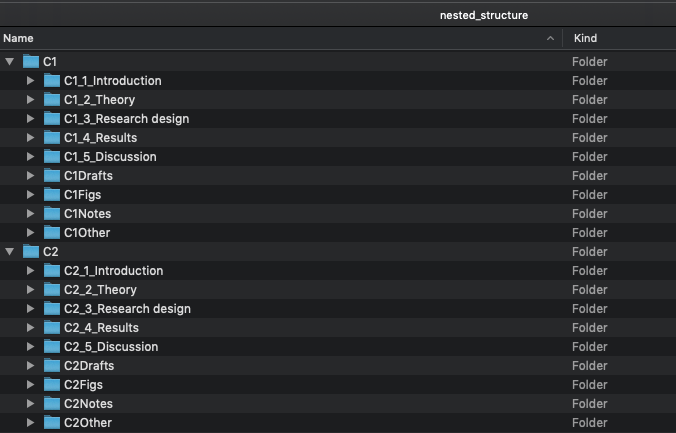 nested_structure
Name Kind
C1 Folder
C1_1_Introduction Folder
C1_2_Theory Folder
C1_3_Research design Folder
C1_4_Results Folder
C1_5_Discussion Folder
C1Drafts Folder
C1Figs Folder
C1Notes Folder
C1Other Folder
C2 Folder
C2_1_Introduction Folder
C2_2_Theory Folder
C2_3_Research design Folder
C2_4_Results Folder
C2_5_Discussion Folder
C2Drafts Folder
C2Figs Folder
C2Notes Folder
C2Other Folder